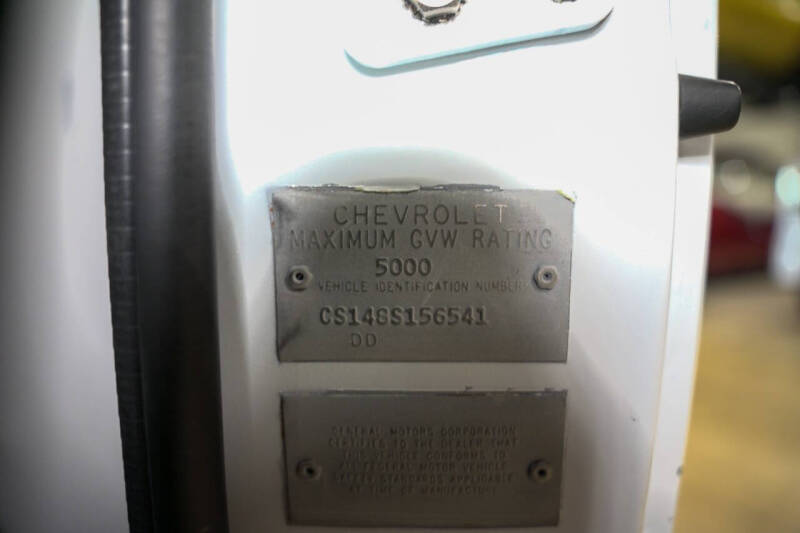 CHEVROLET
MAXIMUM GVW RATING
5000
VEHICLE IDENTIFICATION NUMBER
CS148S156541
DD
GENERAL MOTORS CORPORATION
CERTIFIES TO THE DEALER THAT
THIS VEHICLE CONFORMS TO
ALL FEDERAL MOTOR VEHICLE
SAFETY STANDARDS APPLICABLE
AT TIME OF MANUFACTURE